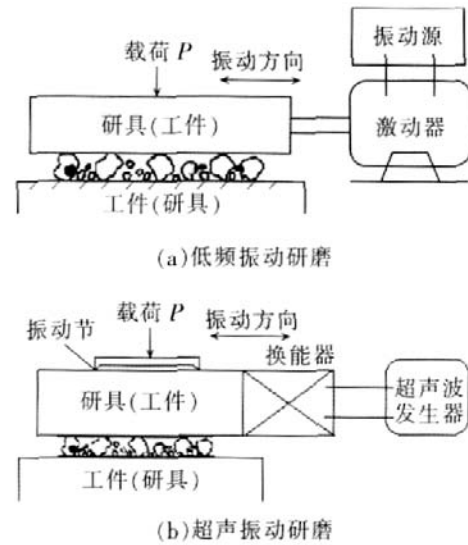 载荷 P
振动方向
振动源
研具(工件)
激动器
工件(研具)
(a)低频振动研磨
载荷 P
振动方向
振动节
换能器
研具(工件)
超声波
发生器
工件(研具)
(b)超声振动研磨